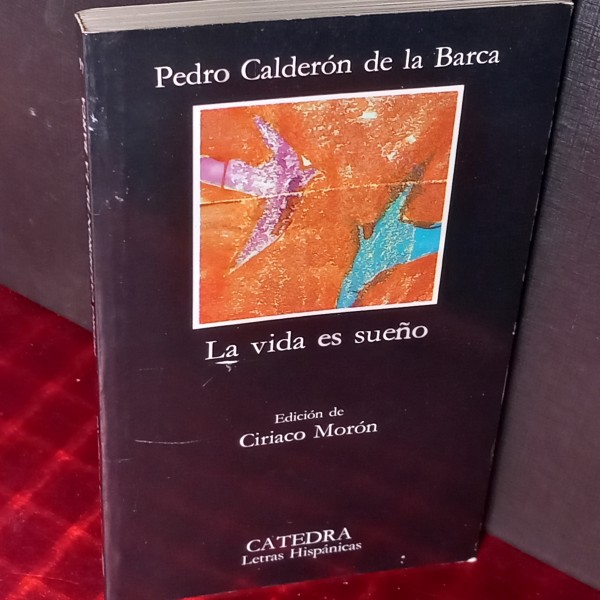 Pedro Calderón de la Barca
La vida es sueño
Edición de
Ciriaco Morón
CATEDRA
Letras Hispánicas